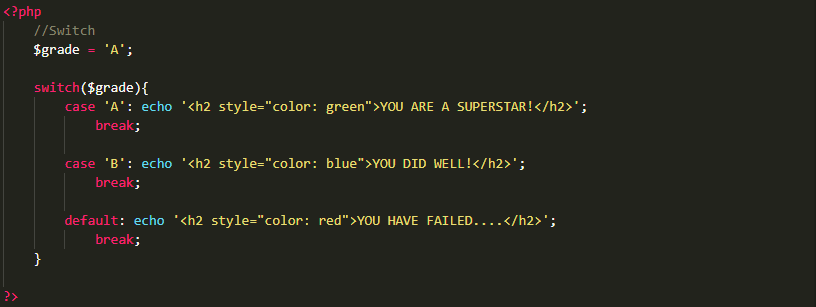 <?php
//Switch
$grade = 'A';
switch($grade){
case 'A': echo '<h2 style="color: green">YOU ARE A SUPERSTAR!</h2>';
break;
case 'B': echo '<h2 style="color: blue">YOU DID WELL!</h2>';
break;
default: echo '<h2 style="color: red">YOU HAVE FAILED....</h2>';
break;
}
?>